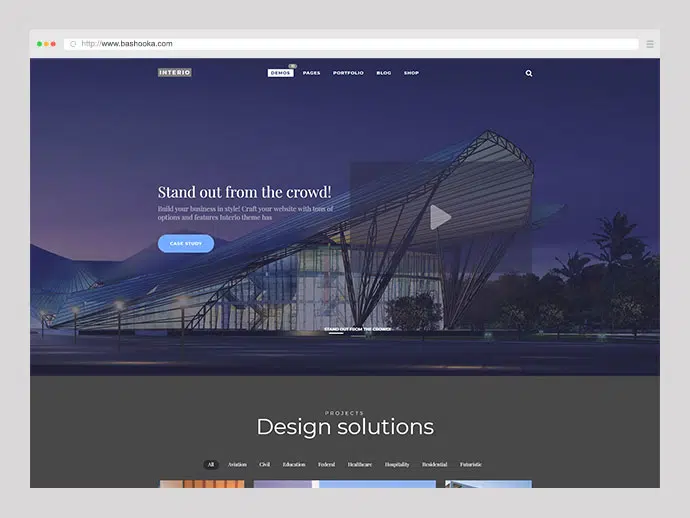 http://www.bashooka.com
INTERIO
DEMOS
PAGES
PORTFOLIO
BLOG
SHOP
Stand out from the crowd!
Build your business in style! Craft your website with tons of
options and features Interio theme has
CASE STUDY
STAND OUT FROM THE CROWD!
PROJECTS
Design solutions
All
Aviation
Civil
Education
Federal
Healthcare
Hospitality
Residential
Futuristic